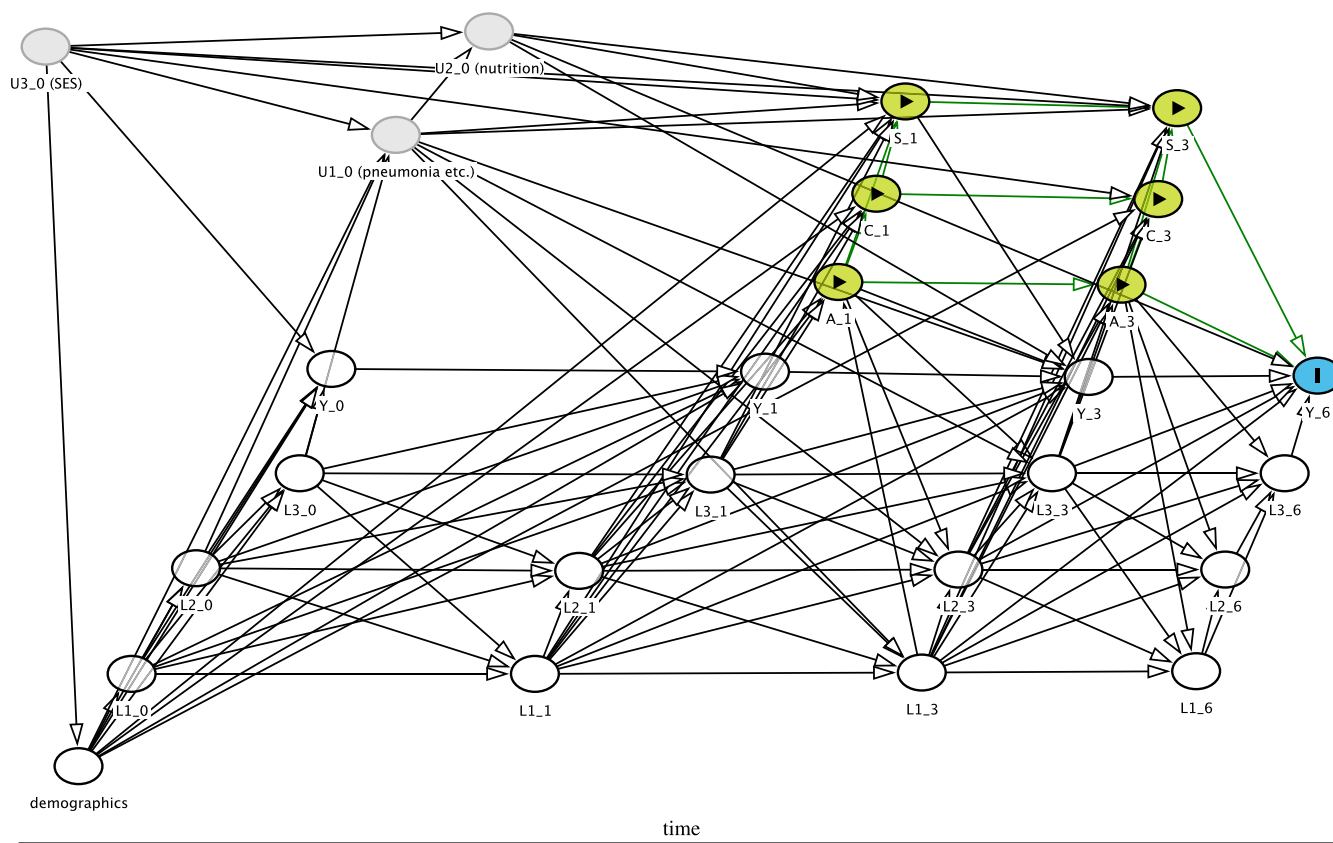 U3_0 (SES)
U2_0 (nutrition)
U1_0 (pneumonia etc.)
S_1
S_3
C_1
C_3
A_1
A_3
Y_0
Y_1
Y_3
Y_6
L3_0
L3_1
L3_3
L3_6
L2_0
L2_1
L2_3
L2_6
L1_0
L1_1
L1_3
L1_6
demographics
time